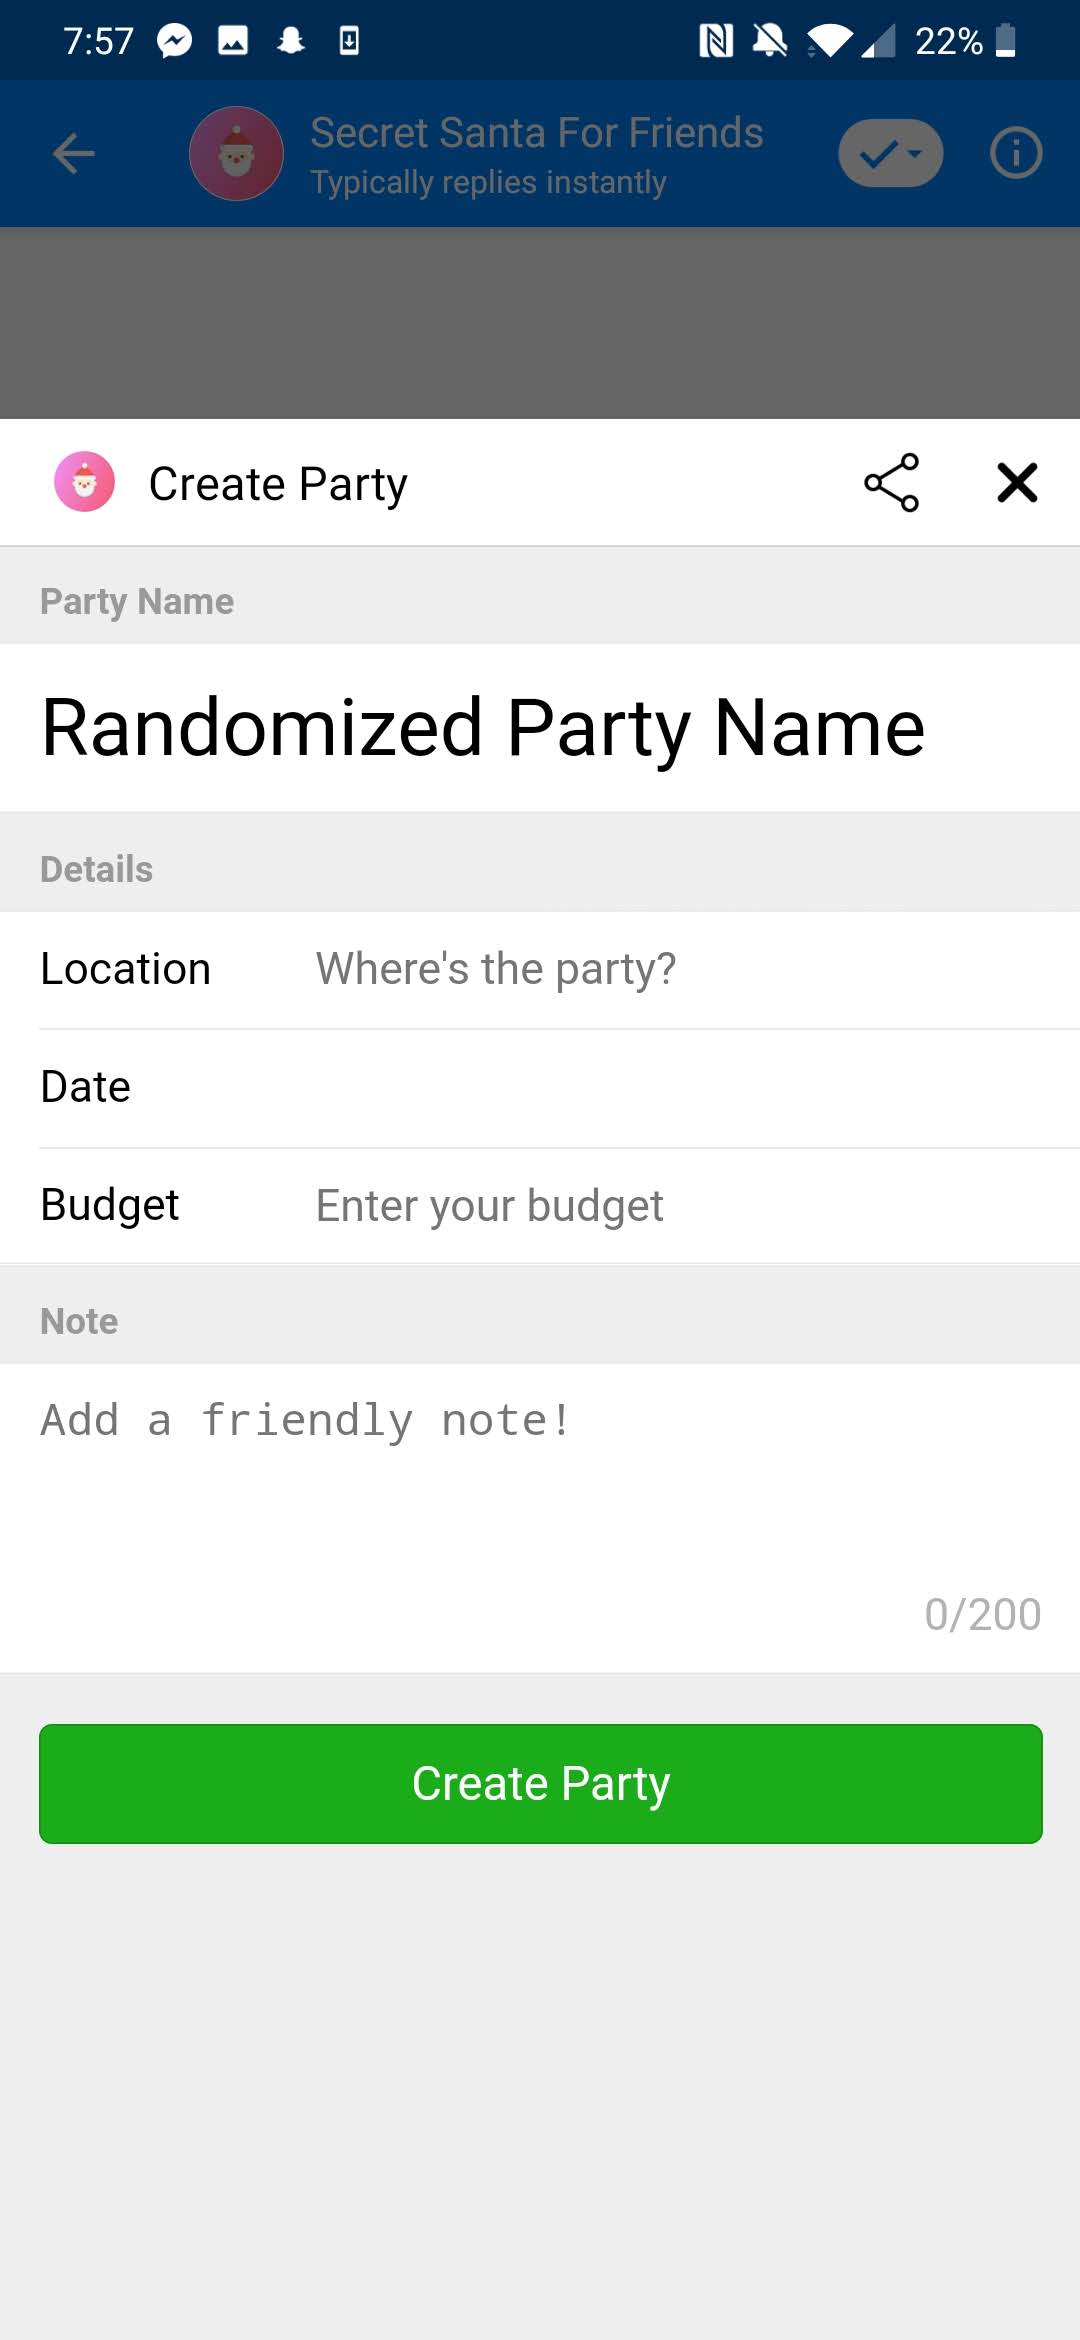 7:57 22%
Secret Santa For Friends
Typically replies instantly
Create Party
Party Name
Randomized Party Name
Details
Location Where's the party?
Date
Budget Enter your budget
Note
Add a friendly note!
0/200
Create Party